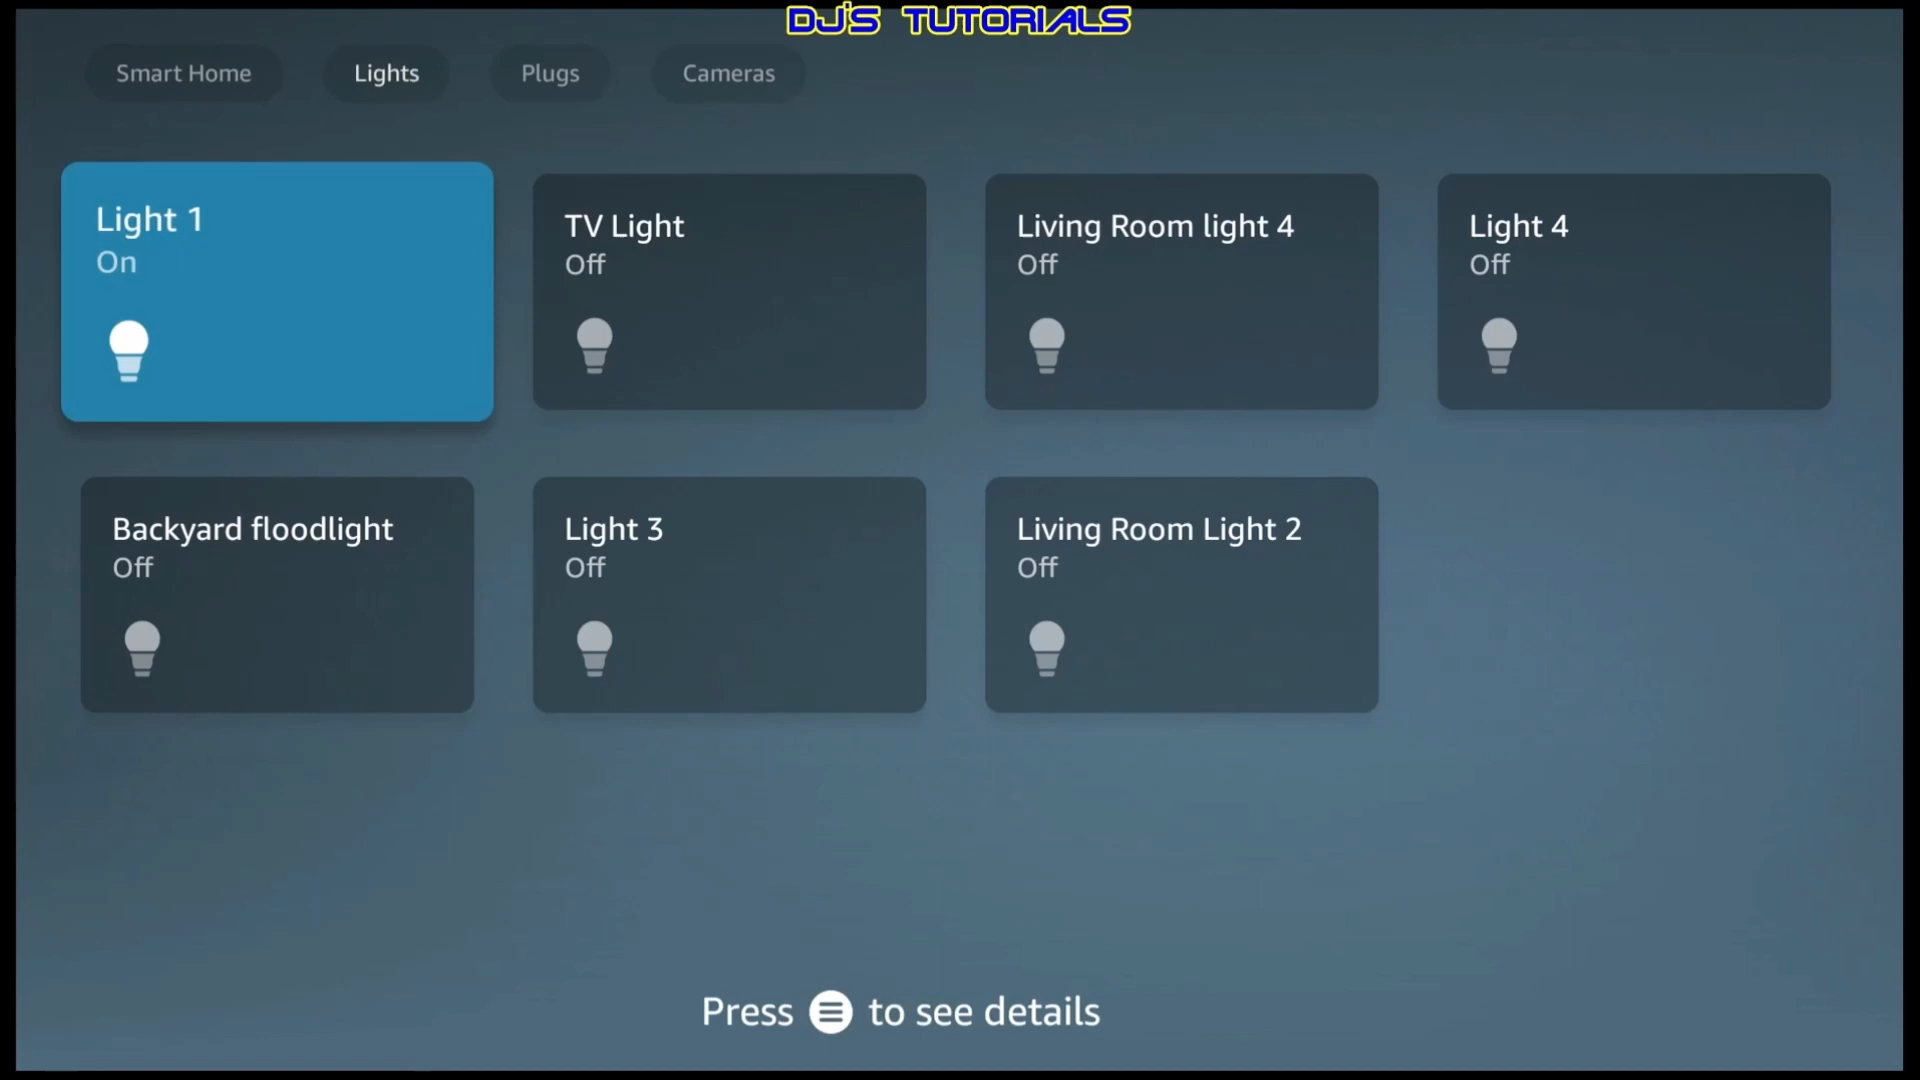 DJ'S TUTORIALS
Smart Home
Lights
Plugs
Cameras
Light 1
On
TV Light
Off
Living Room light 4
Off
Light 4
Off
Backyard floodlight
Off
Light 3
Off
Living Room Light 2
Off
Press to see details